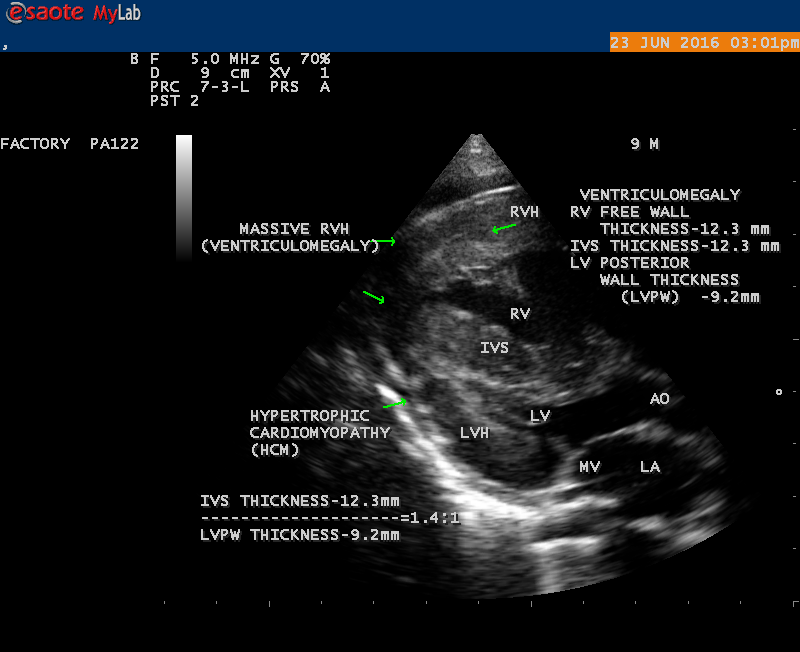 esaote MyLab
,
23 JUN 2016 03:01pm
B F 5.0 MHz G 70%
D 9 cm XV 1
PRC 7-3-L PRS A
PST 2
FACTORY PA122
9 M
VENTRICULOMEGALY
RV FREE WALL
THICKNESS-12.3 mm
IVS THICKNESS-12.3 mm
LV POSTERIOR
WALL THICKNESS
(LVPW) -9.2mm
MASSIVE RVH
(VENTRICULOMEGALY)
RVH
RV
IVS
AO
LV
HYPERTROPHIC
CARDIOMYOPATHY
(HCM)
LVH
MV
LA
IVS THICKNESS-12.3mm
--------------------=1.4:1
LVPW THICKNESS-9.2mm